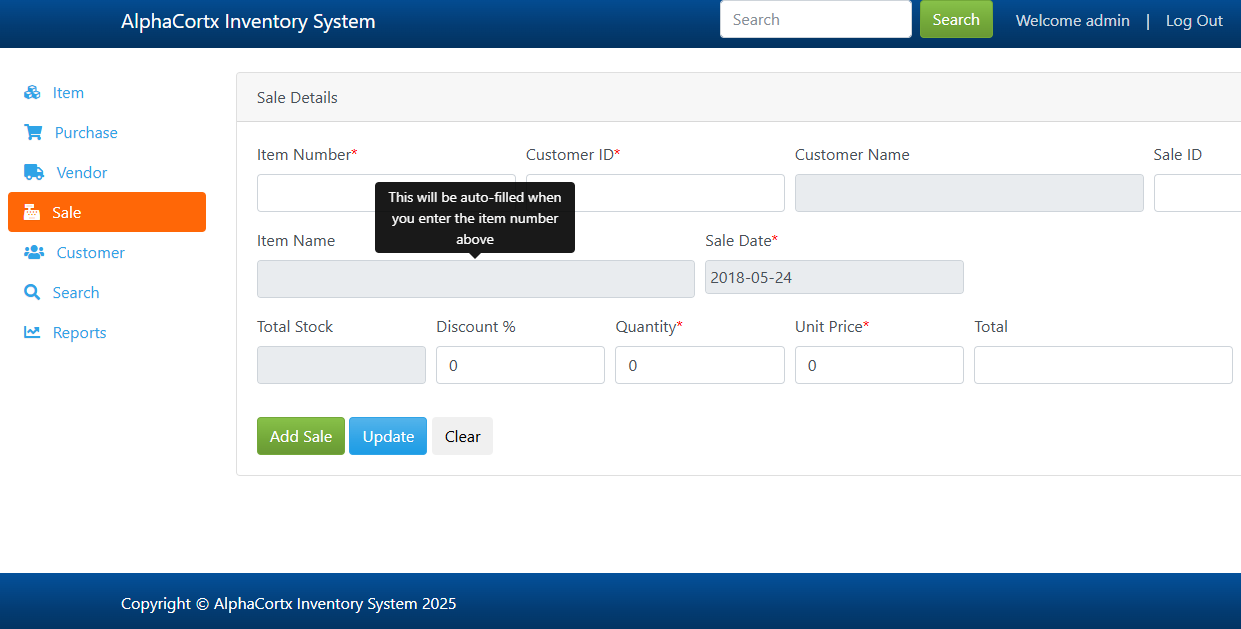 AlphaCortx Inventory System
Search
Search
Welcome admin | Log Out
Item
Purchase
Vendor
Sale
Customer
Search
Reports
Sale Details
Item Number*
Customer ID*
Customer Name
Sale ID
This will be auto-filled when
you enter the item number
above
Item Name
Sale Date*
2018-05-24
Total Stock
Discount %
Quantity*
Unit Price*
Total
0
0
0
Add Sale
Update
Clear
Copyright © AlphaCortx Inventory System 2025